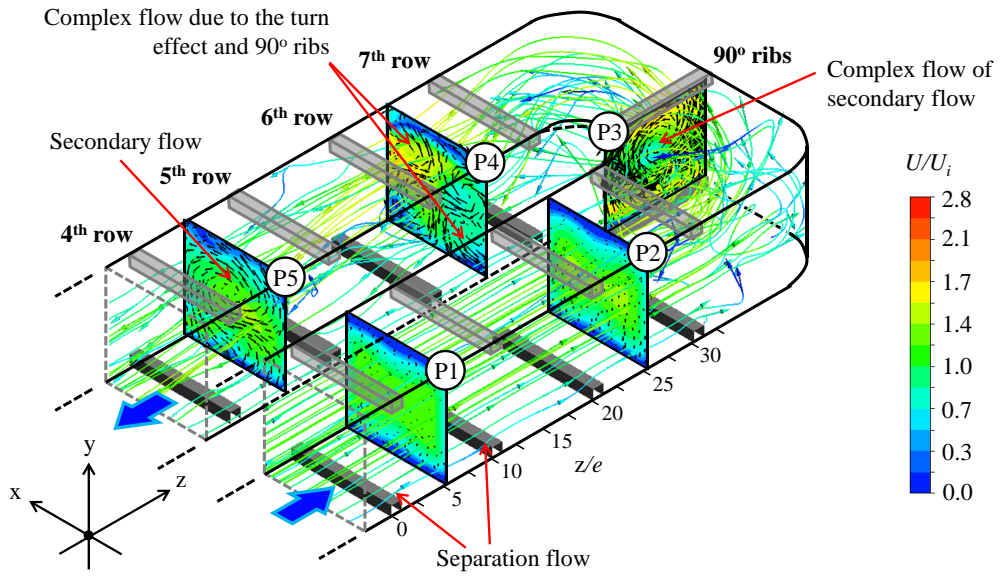 Complex flow due to the turn
effect and 90° ribs
7th row
90° ribs
Complex flow of
secondary flow
6th row
Secondary flow
5th row
4th row
P3
P4
P2
P5
P1
U/Ui
2.8
2.1
1.7
1.4
1.0
0.7
0.3
0.0
30
25
20
15
z/e
10
5
0
y
x
z
Separation flow